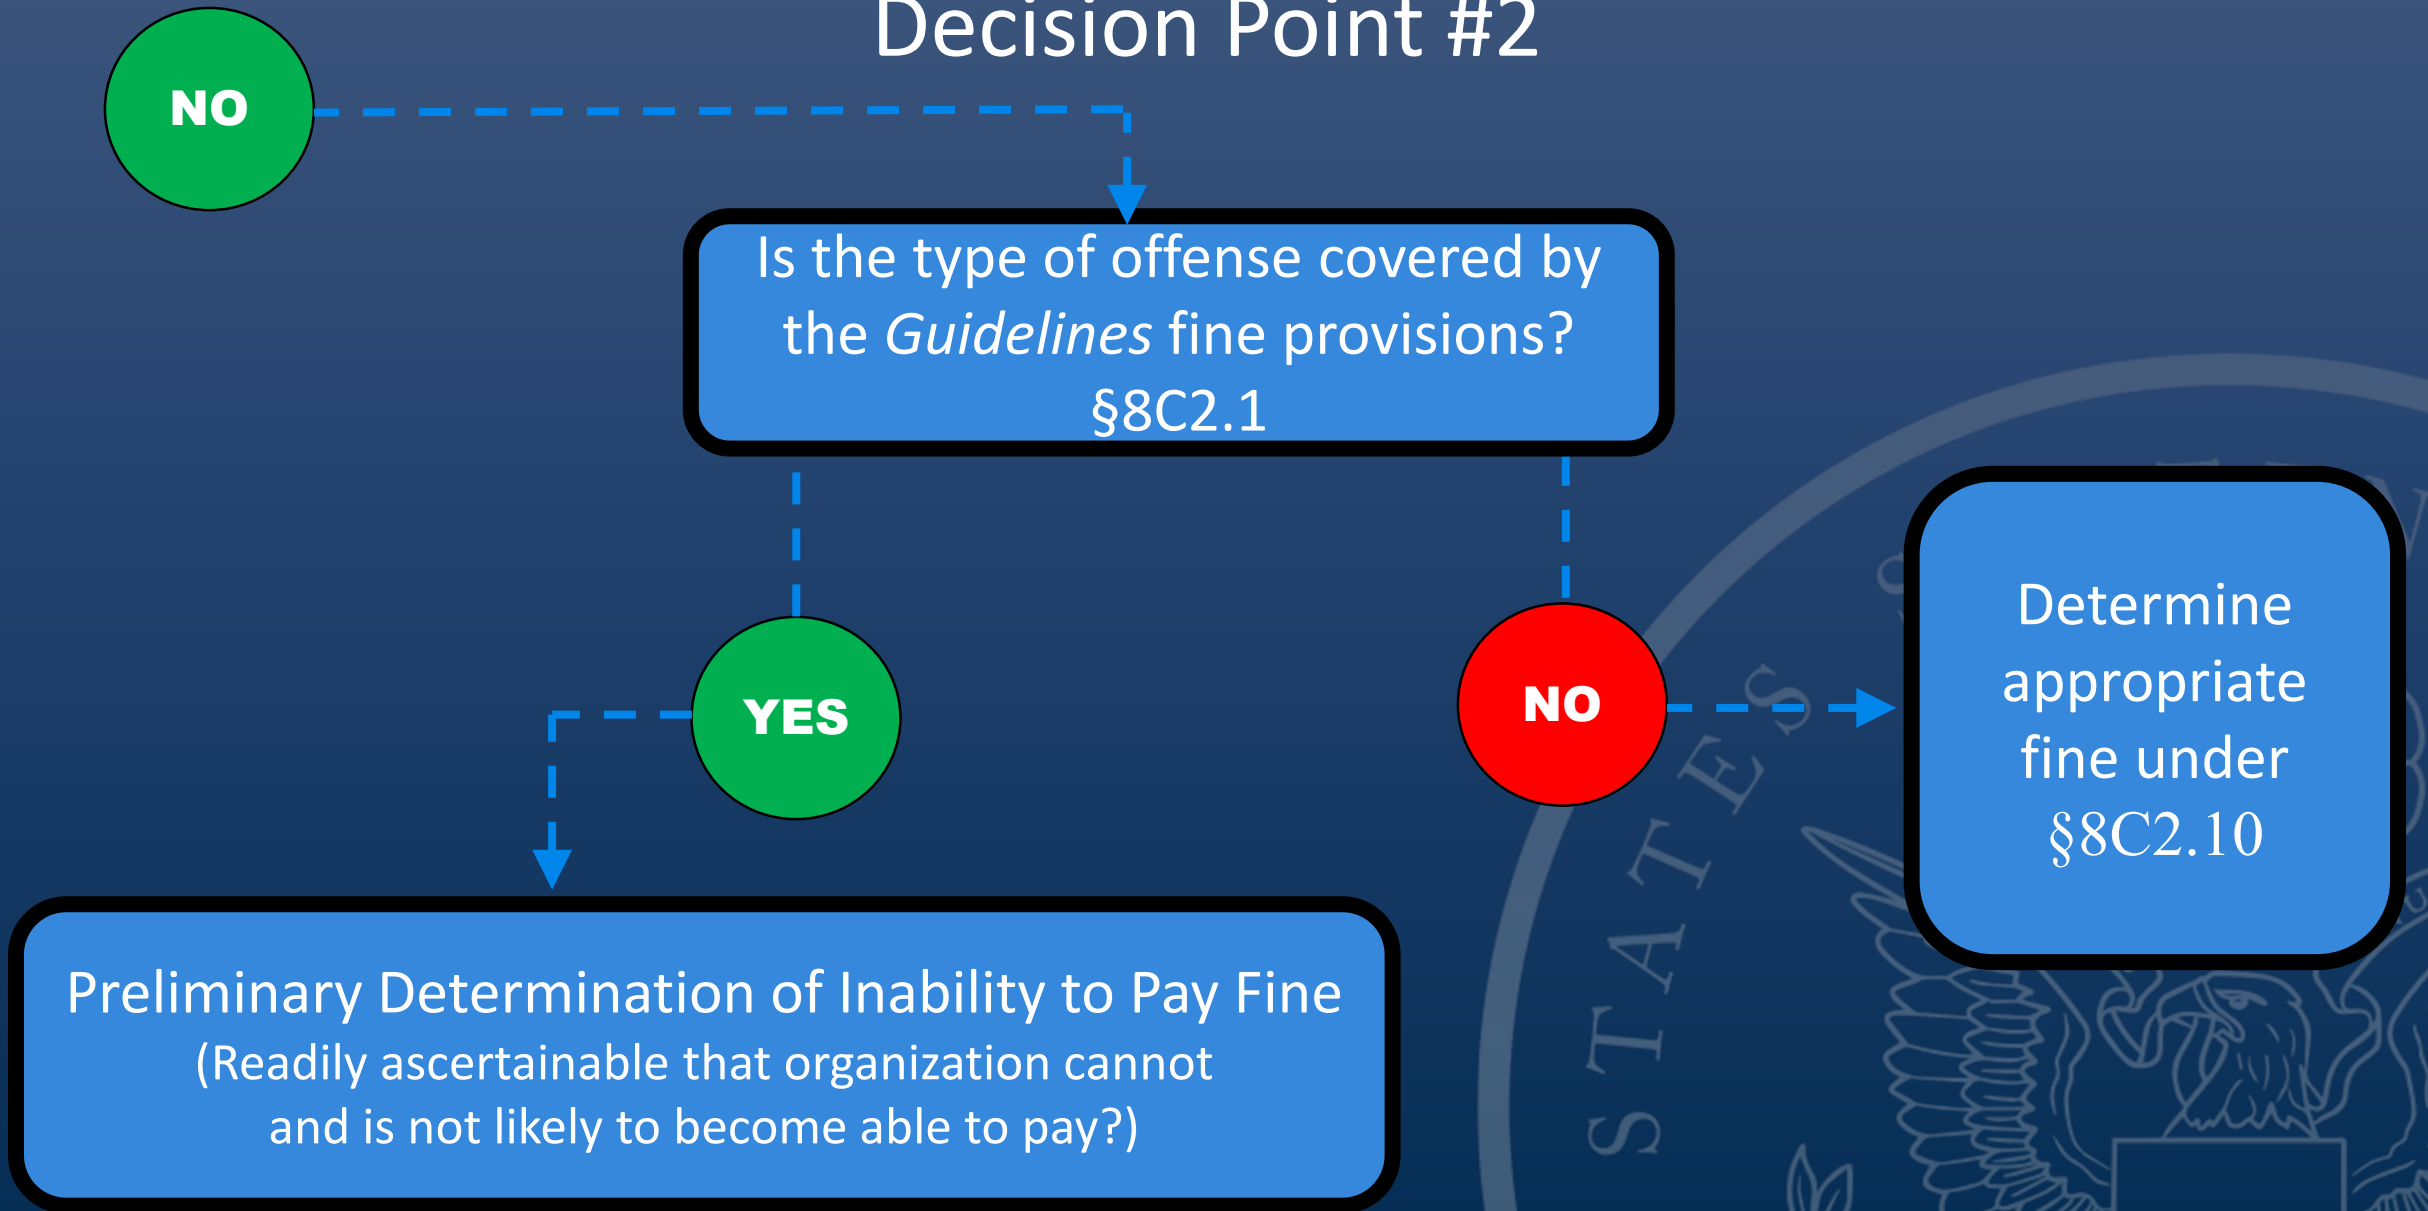 Decision Point #2
NO
Is the type of offense covered by
the Guidelines fine provisions?
§8C2.1
YES
NO
Determine
appropriate
fine under
§8C2.10
Preliminary Determination of Inability to Pay Fine
(Readily ascertainable that organization cannot
and is not likely to become able to pay?)
STATES